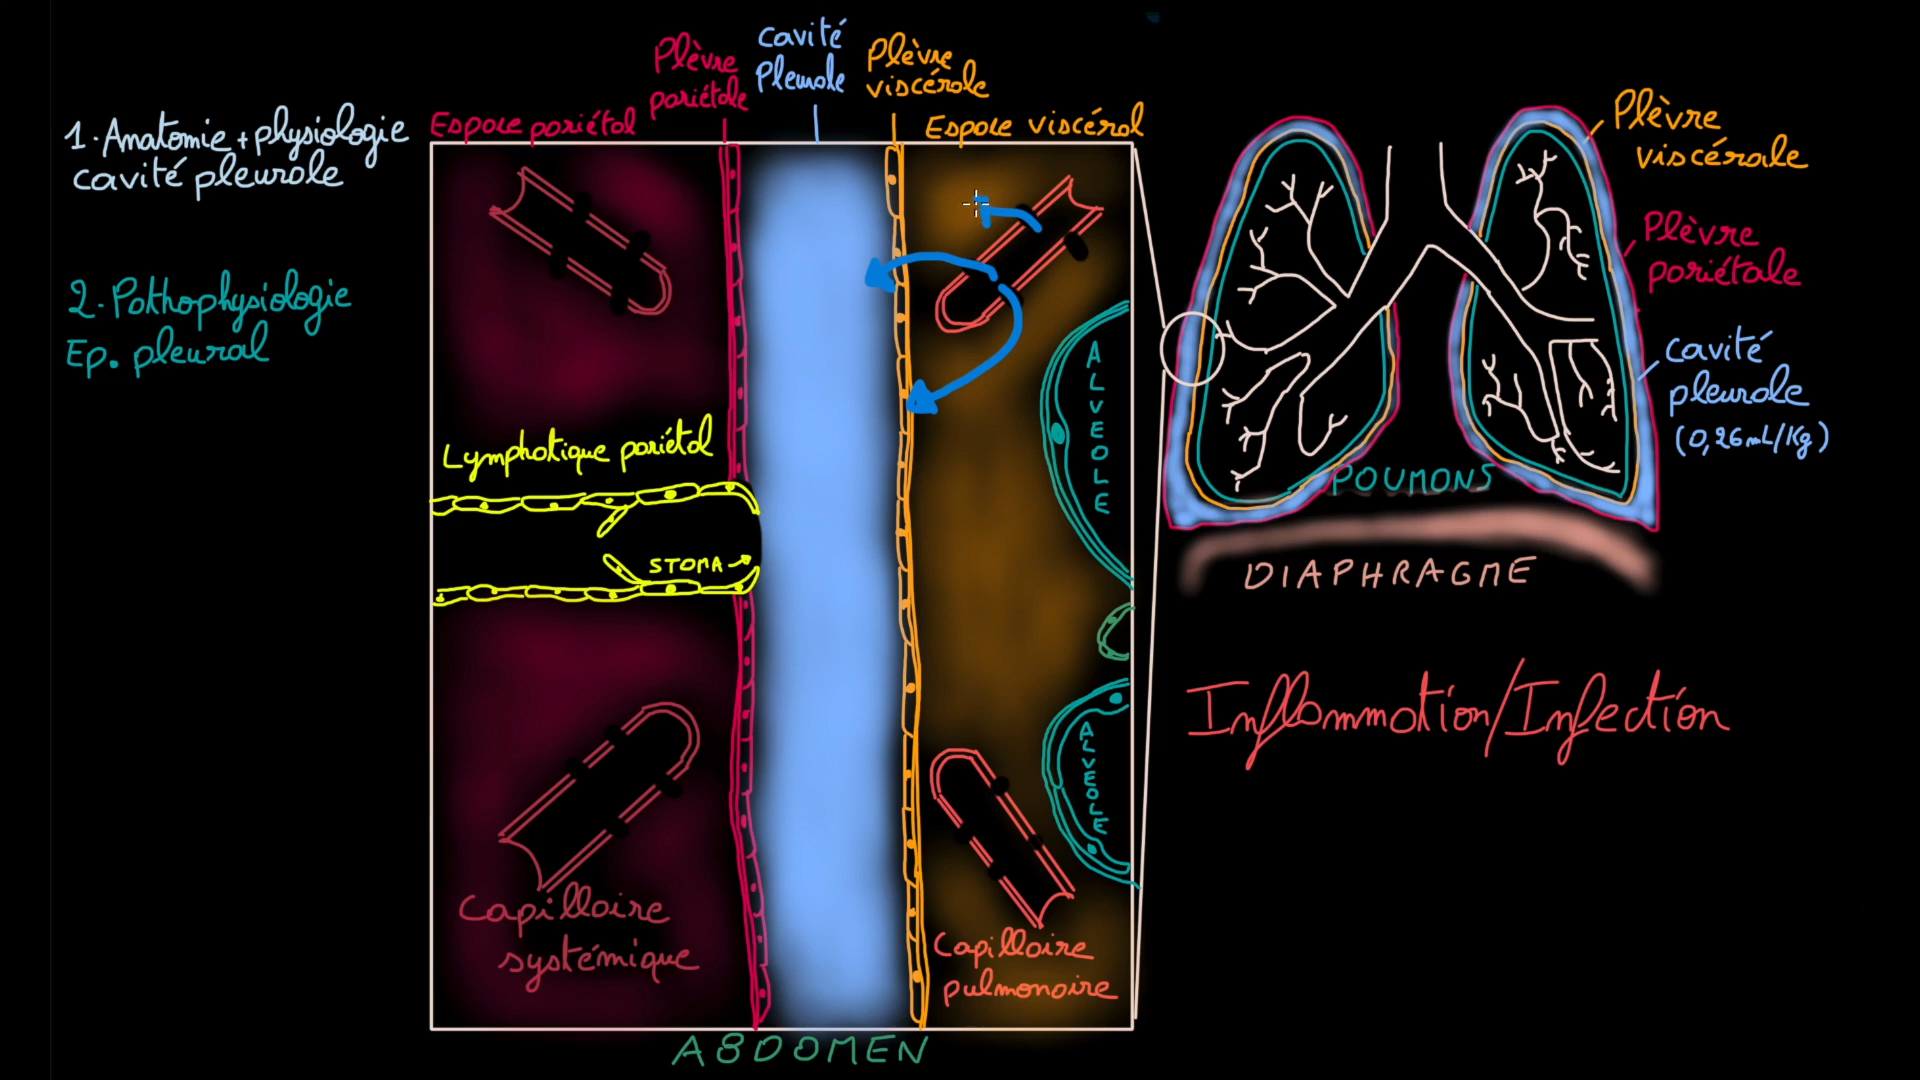 1. Anatomie + physiologie
cavité pleurale
2. Pathophysiologie
Ep. pleural
Espace pariétal
Plèvre
pariétale
Cavité
Pleurale
Plèvre
viscérale
Espace viscéral
Lymphatique pariétal
STOMA
Capillaire
systémique
ALVEOLE
ALVEOLE
Capillaire
pulmonaire
ABDOMEN
Plèvre
viscérale
Plèvre
pariétale
Cavité
pleurale
(0,26mL/Kg)
POUMONS
DIAPHRAGME
Inflammation/Infection